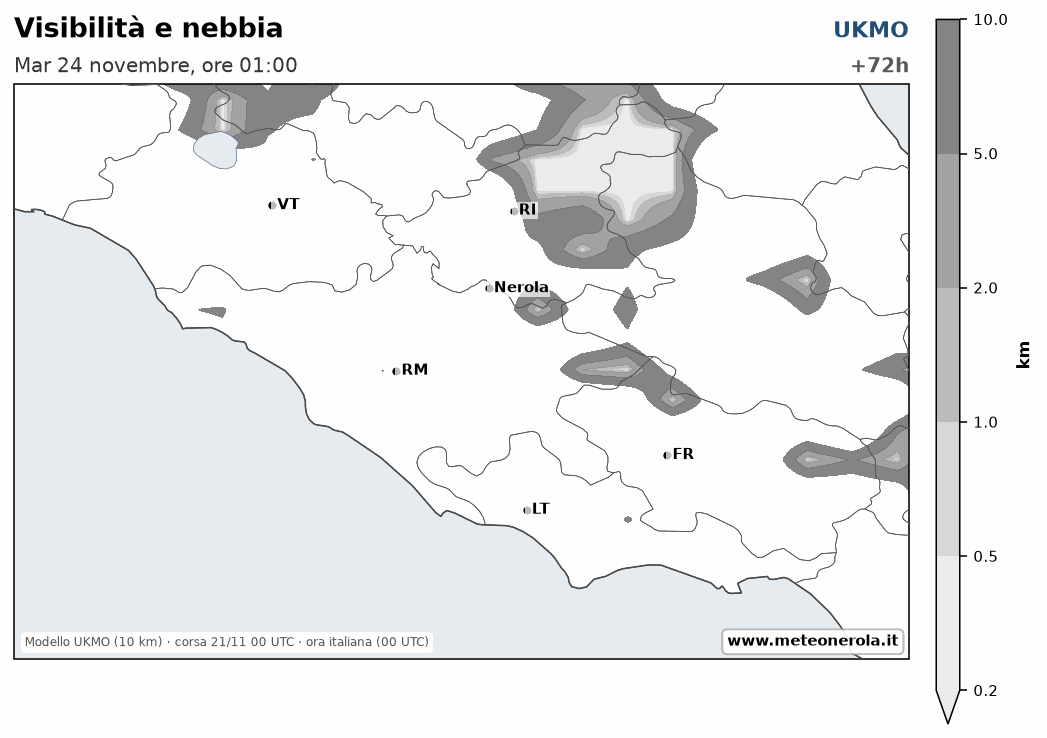 Visibilità e nebbia
UKMO
Mar 24 novembre, ore 01:00
+72h
10.0
5.0
2.0
1.0
0.5
0.2
km
VT
RI
Nerola
RM
FR
LT
Modello UKMO (10 km) · corsa 21/11 00 UTC · ora italiana (00 UTC)
www.meteonerola.it